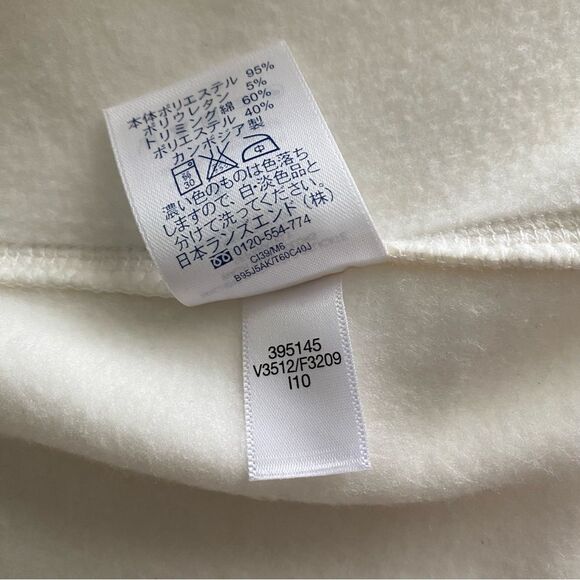 本体ポリエステル 95%
ポリウレタン 5%
トリミング綿 60%
ポリエステル 40%
カンボジア製
濃い色のものは色落ち
しますので、白・淡色品と
分けて洗ってください。
日本ランズエンド(株)
0120-554-774
CI39/M6
B95J5AK/T60C40J
395145
V3512/F3209
I10